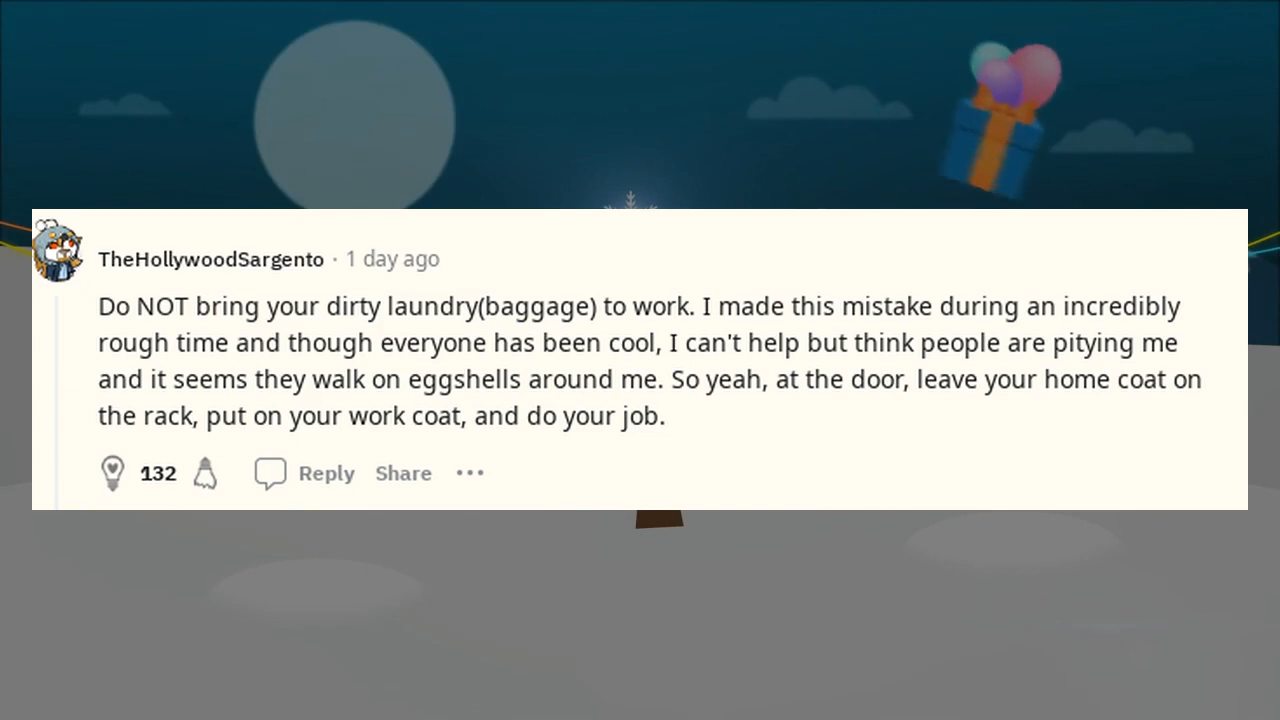 TheHollywoodSargento · 1 day ago
Do NOT bring your dirty laundry(baggage) to work. I made this mistake during an incredibly
rough time and though everyone has been cool, I can't help but think people are pitying me
and it seems they walk on eggshells around me. So yeah, at the door, leave your home coat on
the rack, put on your work coat, and do your job.
132 Reply Share ···